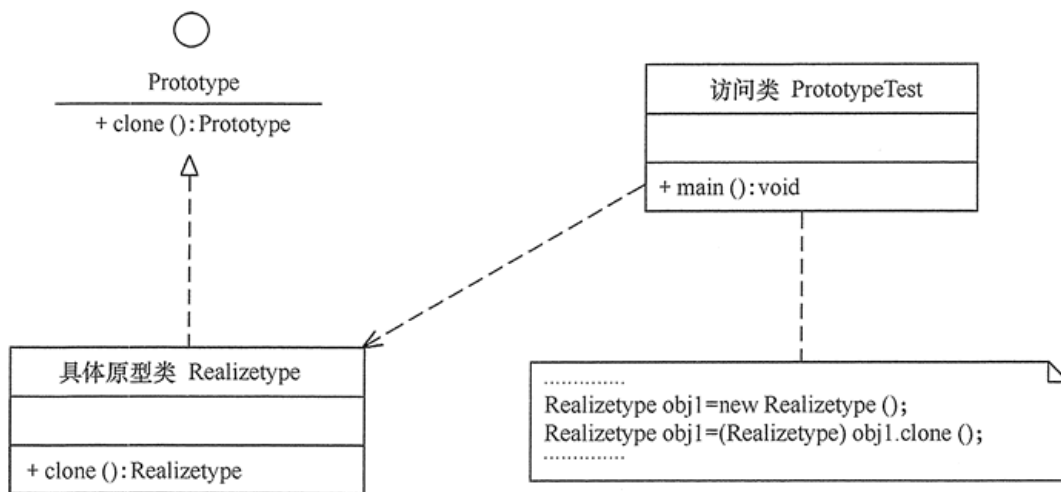 Prototype
+ clone ():Prototype
访问类 PrototypeTest
+ main ():void
具体原型类 Realizetype
+ clone ():Realizetype
..............
Realizetype obj1=new Realizetype ();
Realizetype obj1=(Realizetype) obj1.clone ();
..............